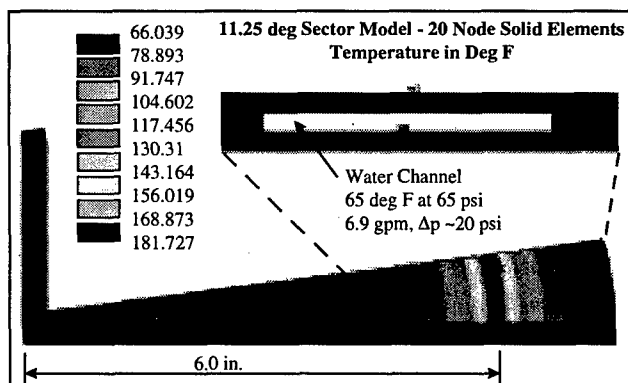 11.25 deg Sector Model - 20 Node Solid Elements
Temperature in Deg F
66.039
78.893
91.747
104.602
117.456
130.31
143.164
156.019
168.873
181.727
Water Channel
65 deg F at 65 psi
6.9 gpm, Δp ~20 psi
6.0 in.